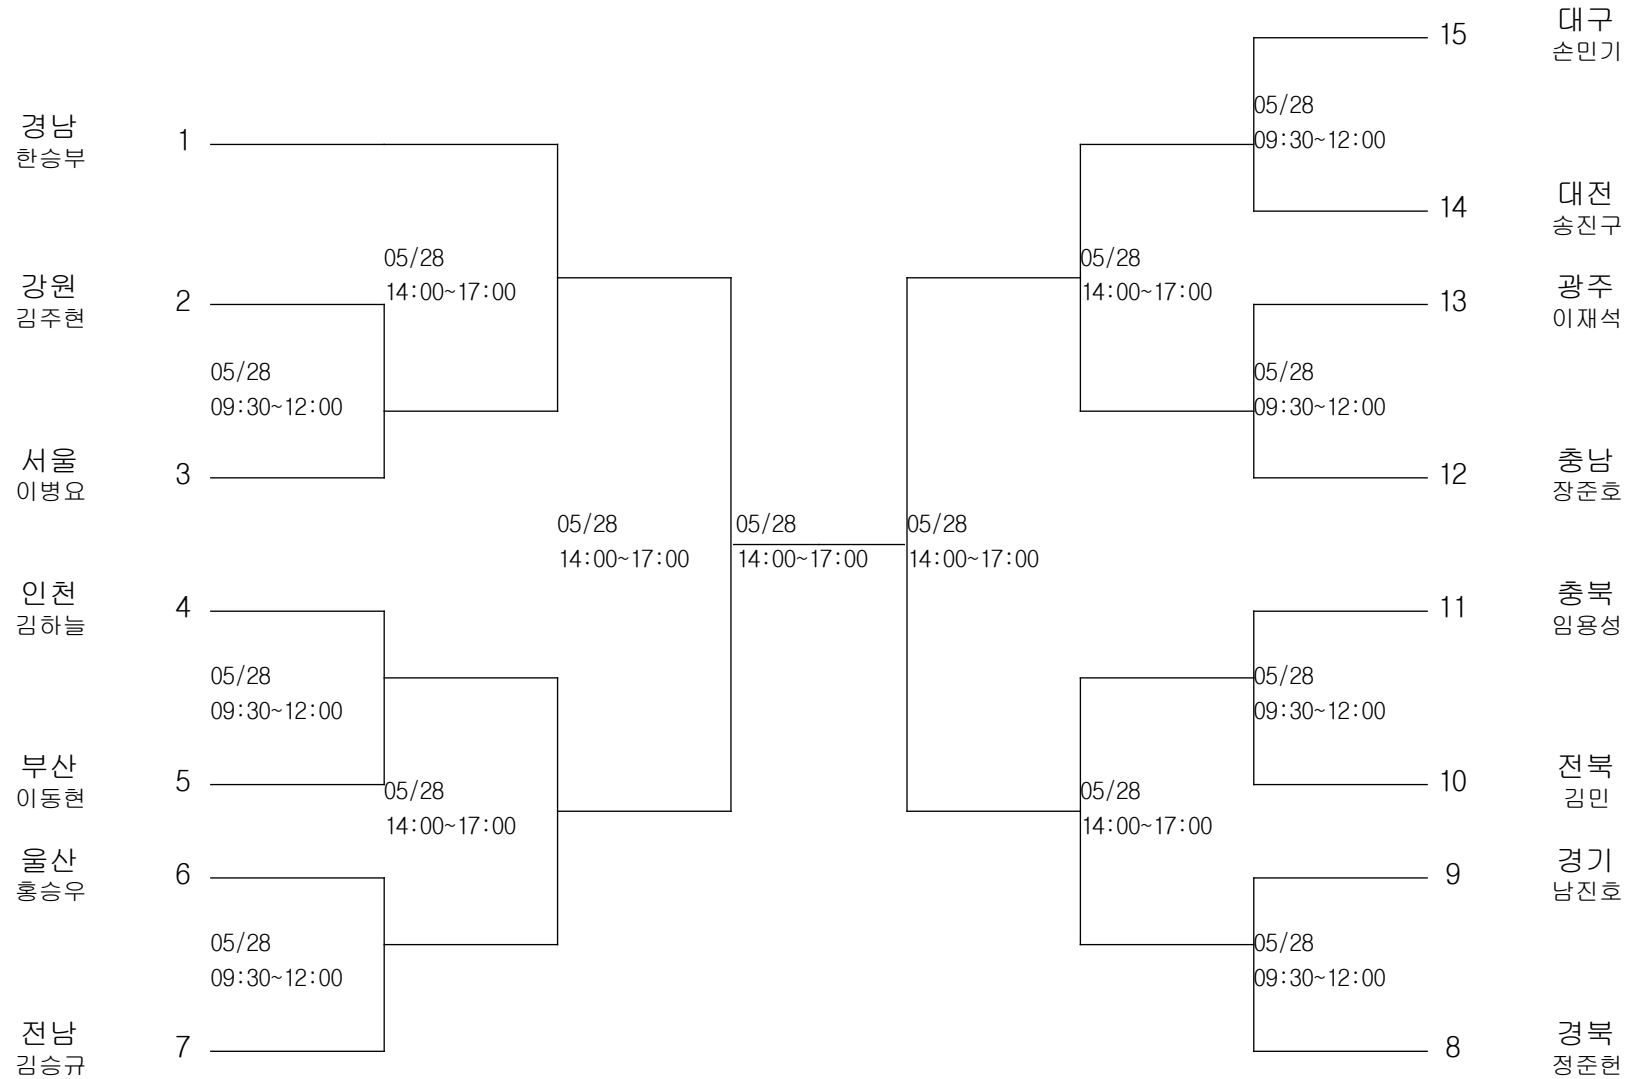 경남
한승부
1
강원
김주현
2
05/28
14:00~17:00
05/28
09:30~12:00
서울
이병요
3
인천
김하늘
4
05/28
09:30~12:00
부산
이동현
5
05/28
14:00~17:00
울산
홍승우
6
05/28
09:30~12:00
전남
김승규
7
05/28
14:00~17:00
05/28
14:00~17:00
05/28
14:00~17:00
15
대구
손민기
05/28
09:30~12:00
14
대전
송진구
05/28
14:00~17:00
13
광주
이재석
05/28
09:30~12:00
12
충남
장준호
11
충북
임용성
05/28
09:30~12:00
10
전북
김민
05/28
14:00~17:00
9
경기
남진호
05/28
09:30~12:00
8
경북
정준헌